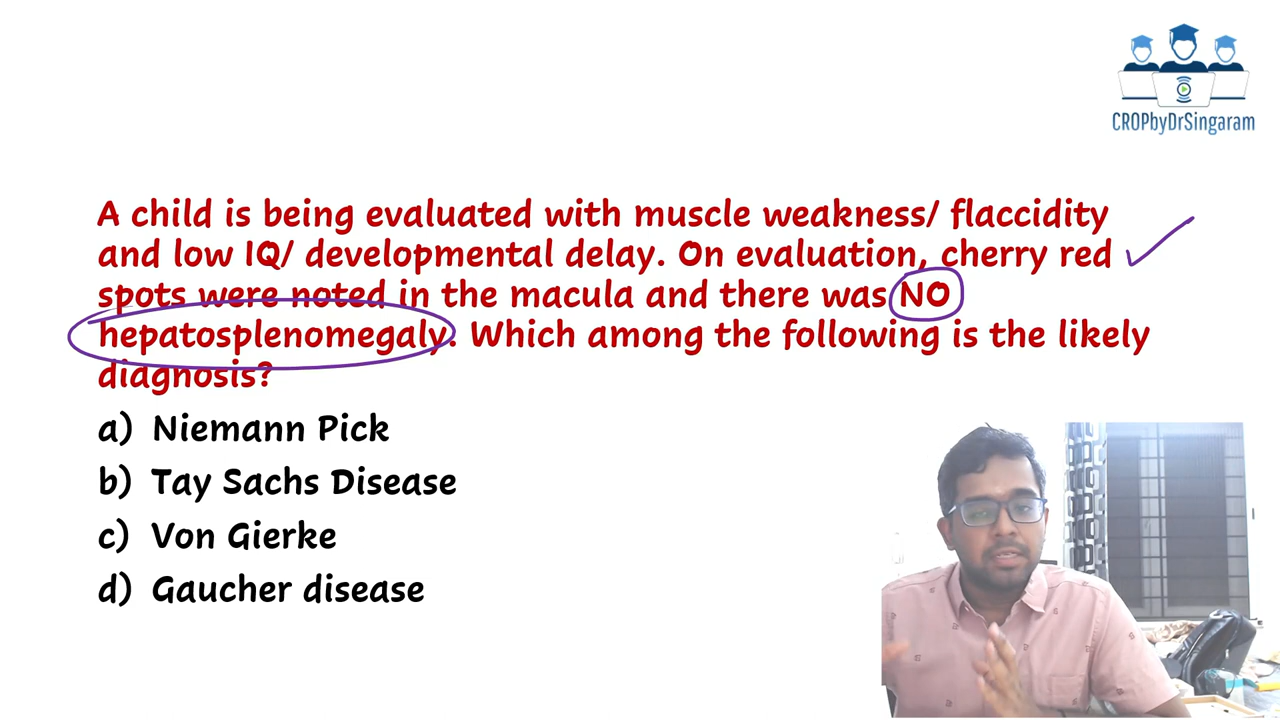 CROPbyDrSingaram
A child is being evaluated with muscle weakness/ flaccidity
and low IQ/ developmental delay. On evaluation, cherry red
spots were noted in the macula and there was NO
hepatosplenomegaly. Which among the following is the likely
diagnosis?
a) Niemann Pick
b) Tay Sachs Disease
c) Von Gierke
d) Gaucher disease